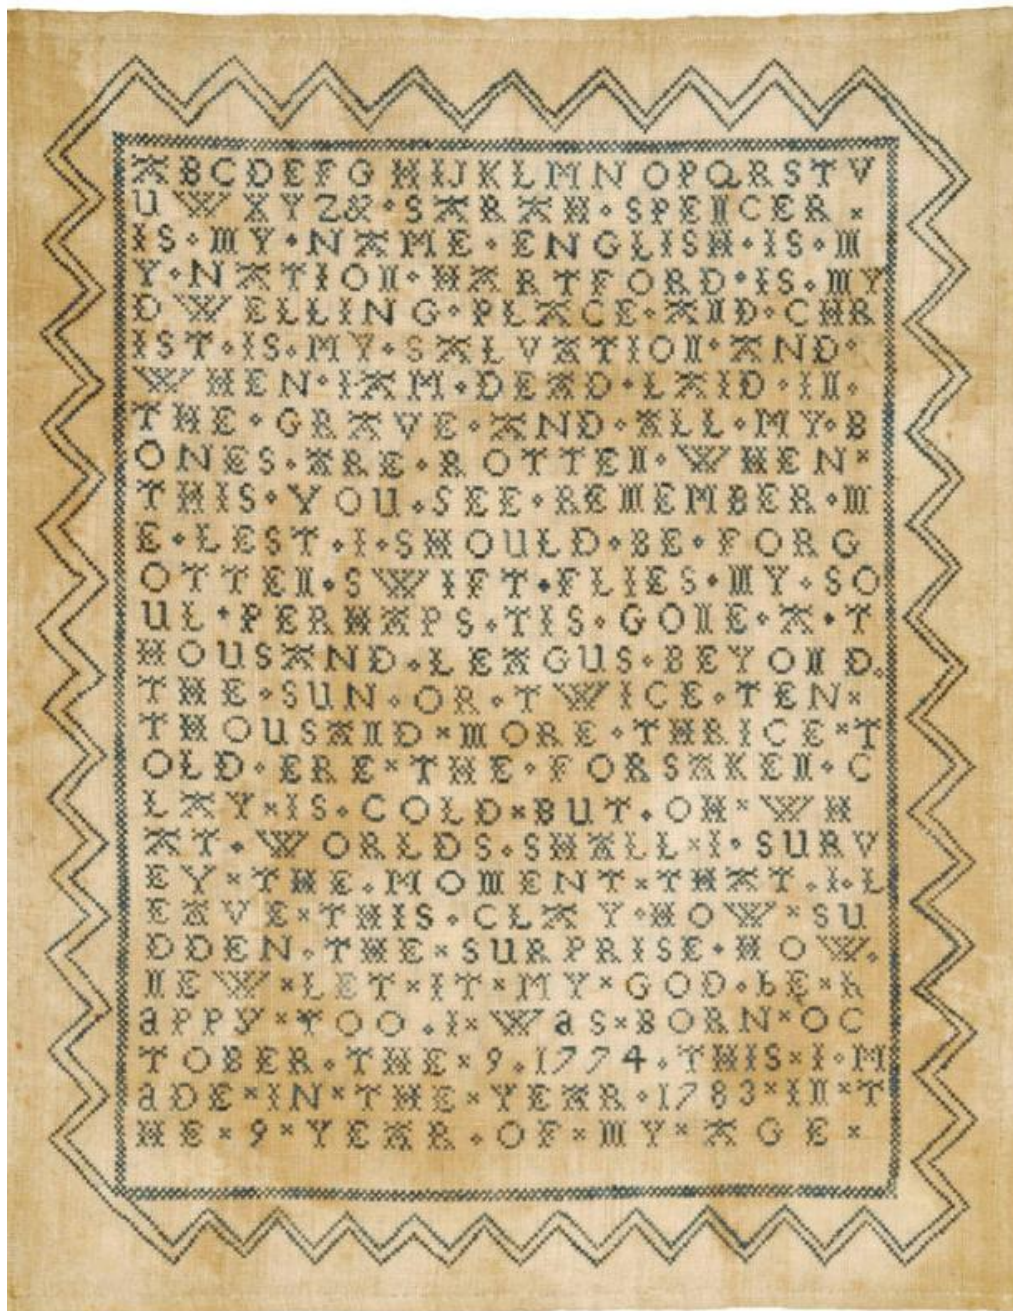 ABCDEFGHIJKLMNOPQRSTV
UWXYZ&·SARAH·SPENCER×
IS·MY·NAME·ENGLISH·IS·M
Y·NATION·HARTFORD·IS·MY
DWELLING·PLACE·AND·CHR
IST·IS·MY·SALVATION·AND·
WHEN·I·AM·DEAD·LAID·IN·
THE·GRAVE·AND·ALL·MY·B
ONES·ARE·ROTTEN·WHEN×
THIS·YOU·SEE·REMEMBER·M
E·LEST·I·SHOULD·BE·FORG
OTTEN·SWIFT·FLIES·MY·SO
UL·PERHAPS·TIS·GONE·A·T
HOUSAND·LEAGUS·BEYOND·
THE·SUN·OR·TWICE·TEN×
THOUSAND×MORE·THRICE×T
OLD·ERE×THE·FORSAKEN·C
LAY×IS·COLD×BUT·OH×WH
AT·WORLDS·SHALL×I·SURV
EY×THE·MOMENT×THAT·I·L
EAVE×THIS·CLAY·HOW×SU
DDEN·THE×SURPRISE·HOW·
NEW×LET×IT×MY×GOD·bE×h
aPPY×TOO·I×WaS×BORN×OC
TOBER·THE×9·1774·THIS×I·M
aDE×IN×THE×YEAR·1783×IN×T
HE×9×YEAR·OF×MY×AGE×